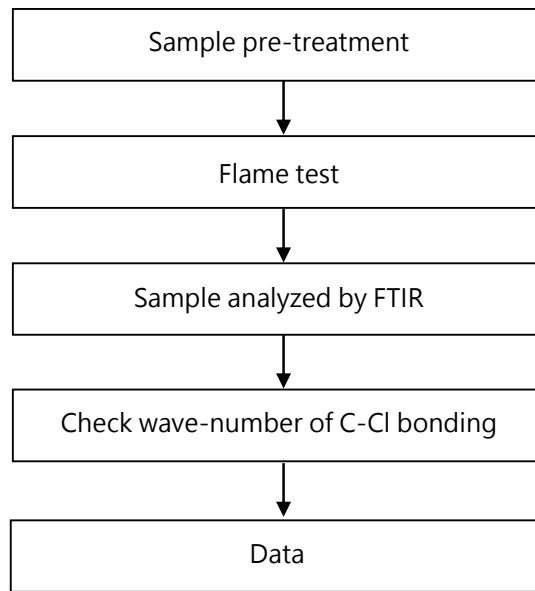 Sample pre-treatment
Flame test
Sample analyzed by FTIR
Check wave-number of C-Cl bonding
Data